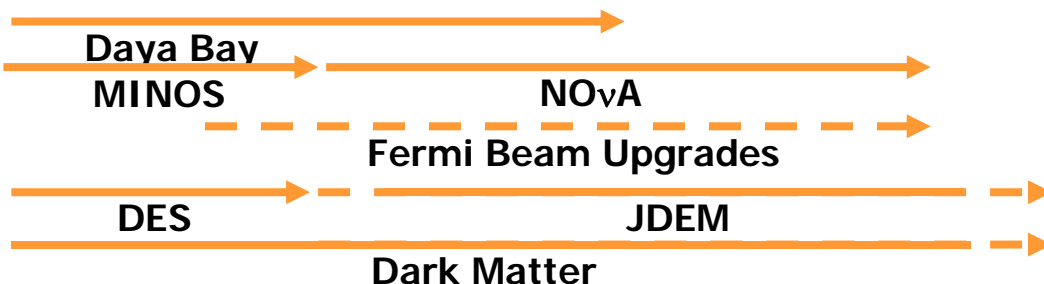 Daya Bay
MINOS NOνA
Fermi Beam Upgrades
DES JDEM
Dark Matter